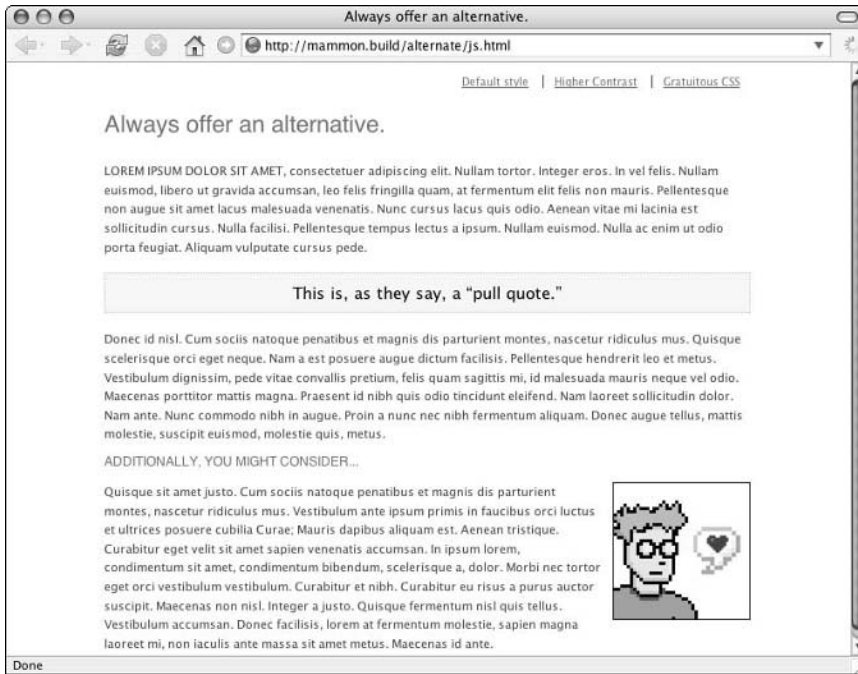 Always offer an alternative.
http://mammon.build/alternate/js.html
Default style | Higher Contrast | Gratuitous CSS
Always offer an alternative.
LOREM IPSUM DOLOR SIT AMET, consectetuer adipiscing elit. Nullam tortor. Integer eros. In vel felis. Nullam
euismod, libero ut gravida accumsan, leo felis fringilla quam, at fermentum elit felis non mauris. Pellentesque
non augue sit amet lacus malesuada venenatis. Nunc cursus lacus quis odio. Aenean vitae mi lacinia est
sollicitudin cursus. Nulla facilisi. Pellentesque tempus lectus a ipsum. Nullam euismod. Nulla ac enim ut odio
porta feugiat. Aliquam vulputate cursus pede.
This is, as they say, a “pull quote.”
Donec id nisl. Cum sociis natoque penatibus et magnis dis parturient montes, nascetur ridiculus mus. Quisque
scelerisque orci eget neque. Nam a est posuere augue dictum facilisis. Pellentesque hendrerit leo et metus.
Vestibulum dignissim, pede vitae convallis pretium, felis quam sagittis mi, id malesuada mauris neque vel odio.
Maecenas porttitor mattis magna. Praesent id nibh quis odio tincidunt eleifend. Nam laoreet sollicitudin dolor.
Nam ante. Nunc commodo nibh in augue. Proin a nunc nec nibh fermentum aliquam. Donec augue tellus, mattis
molestie, suscipit euismod, molestie quis, metus.
ADDITIONALLY, YOU MIGHT CONSIDER...
Quisque sit amet justo. Cum sociis natoque penatibus et magnis dis parturient
montes, nascetur ridiculus mus. Vestibulum ante ipsum primis in faucibus orci luctus
et ultrices posuere cubilia Curae; Mauris dapibus aliquam est. Aenean tristique.
Curabitur eget velit sit amet sapien venenatis accumsan. In ipsum lorem,
condimentum sit amet, condimentum bibendum, scelerisque a, dolor. Morbi nec tortor
eget orci vestibulum vestibulum. Curabitur et nibh. Curabitur eu risus a purus auctor
suscipit. Maecenas non nisl. Integer a justo. Quisque fermentum nisl quis tellus.
Vestibulum accumsan. Donec facilisis, lorem at fermentum molestie, sapien magna
laoreet mi, non iaculis ante massa sit amet metus. Maecenas id ante.
Done